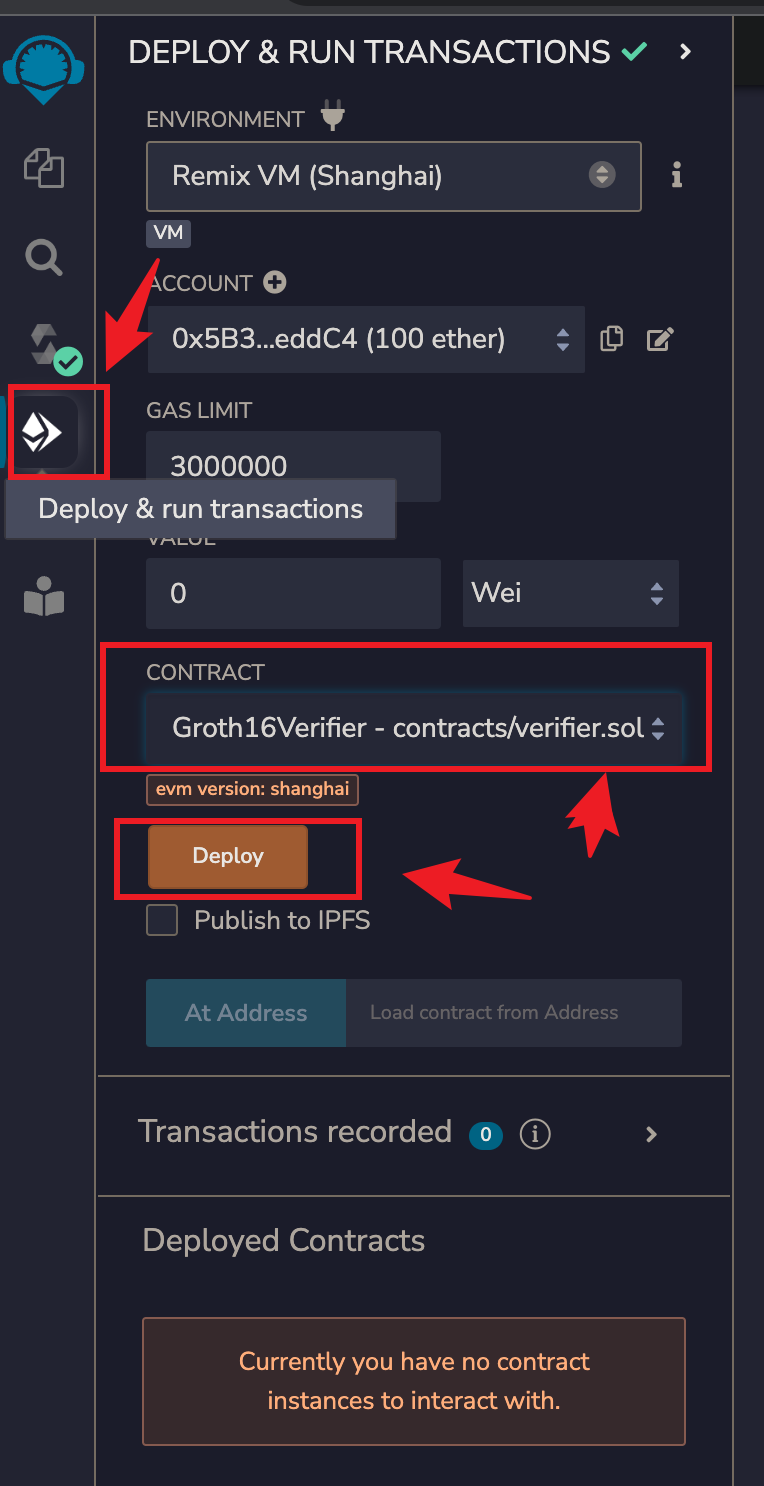 DEPLOY & RUN TRANSACTIONS
ENVIRONMENT
Remix VM (Shanghai)
VM
ACCOUNT
0x5B3...eddC4 (100 ether)
GAS LIMIT
3000000
Deploy & run transactions
VALUE
0
Wei
CONTRACT
Groth16Verifier - contracts/verifier.sol
evm version: shanghai
Deploy
Publish to IPFS
At Address
Load contract from Address
Transactions recorded 0
Deployed Contracts
Currently you have no contract
instances to interact with.